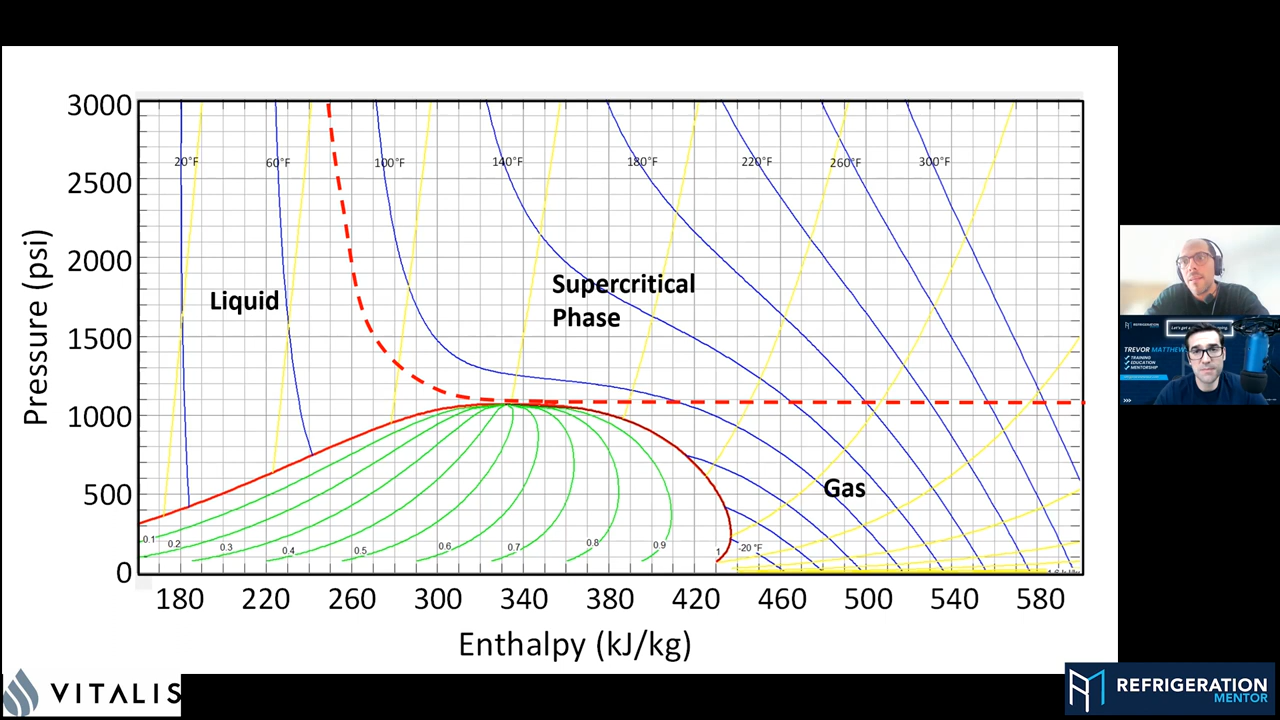 3000
2500
2000
1500
1000
500
0
Pressure (psi)
20°F
60°F
100°F
140°F
180°F
220°F
260°F
300°F
Liquid
Supercritical
Phase
Gas
0.1
0.2
0.3
0.4
0.5
0.6
0.7
0.8
0.9
1
-20 °F
180 220 260 300 340 380 420 460 500 540 580
Enthalpy (kJ/kg)
VITALIS
TREVOR MATTHEWS
TRAINING
EDUCATION
MENTORSHIP
REFRIGERATION
MENTOR